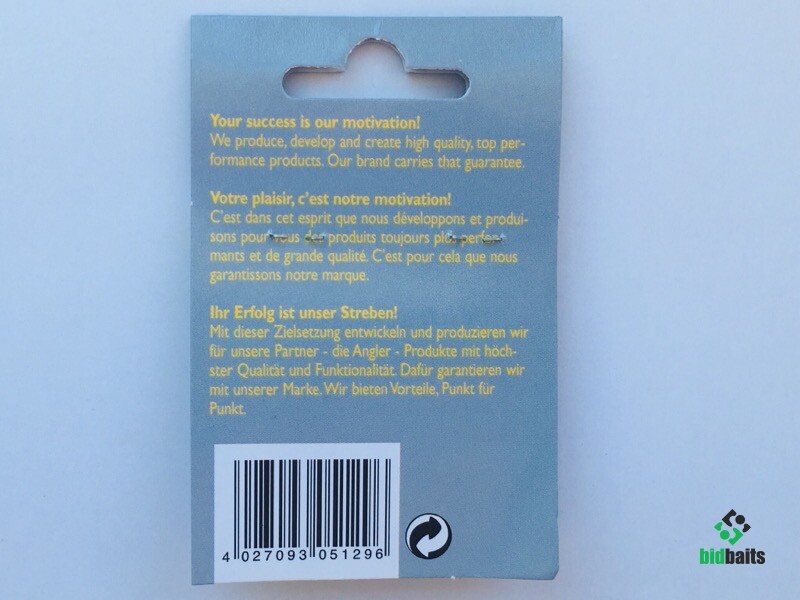 Your success is our motivation!
We produce, develop and create high quality, top per-
formance products. Our brand carries that guarantee.
Votre plaisir, c'est notre motivation!
C'est dans cet esprit que nous développons et produi-
sons pour vous des produits toujours plus perfor-
mants et de grande qualité. C'est pour cela que nous
garantissons notre marque.
Ihr Erfolg ist unser Streben!
Mit dieser Zielsetzung entwickeln und produzieren wir
für unsere Partner - die Angler - Produkte mit höch-
ster Qualität und Funktionalität. Dafür garantieren wir
mit unserer Marke. Wir bieten Vorteile, Punkt für
Punkt.
4 027093 051296
bidbaits